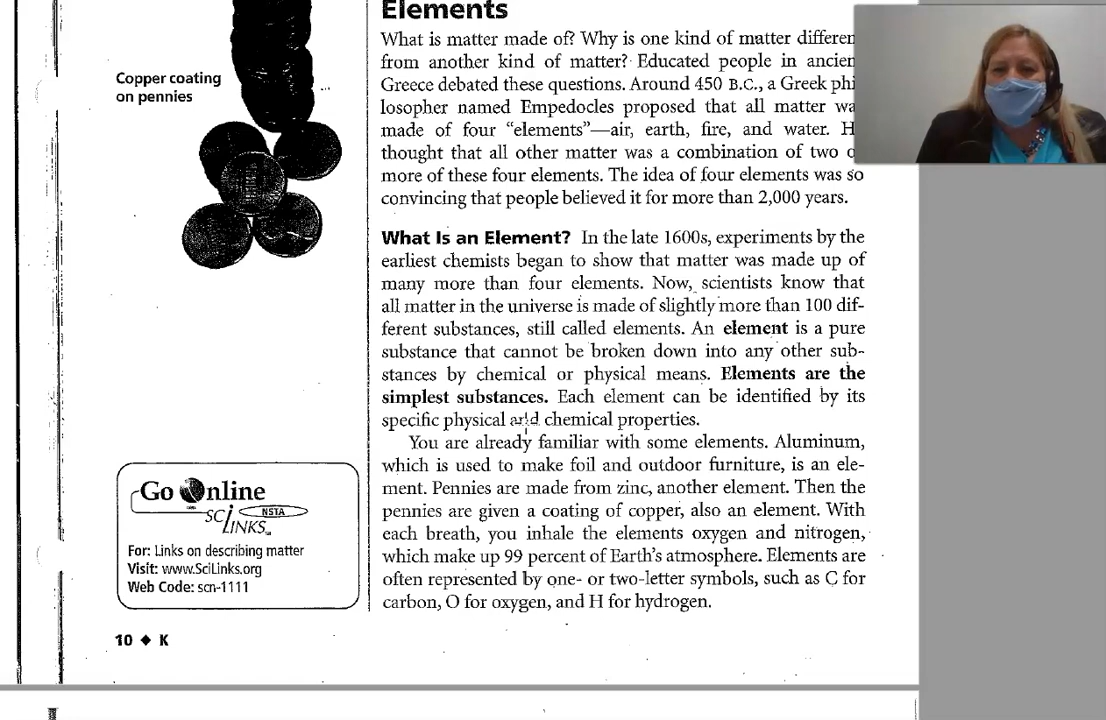 Elements
What is matter made of? Why is one kind of matter differen
from another kind of matter? Educated people in ancien
Greece debated these questions. Around 450 B.C., a Greek phi
losopher named Empedocles proposed that all matter wa
made of four “elements”—air, earth, fire, and water. H
thought that all other matter was a combination of two o
more of these four elements. The idea of four elements was so
convincing that people believed it for more than 2,000 years.
What Is an Element? In the late 1600s, experiments by the
earliest chemists began to show that matter was made up of
many more than four elements. Now, scientists know that
all matter in the universe is made of slightly more than 100 dif-
ferent substances, still called elements. An element is a pure
substance that cannot be broken down into any other sub-
stances by chemical or physical means. Elements are the
simplest substances. Each element can be identified by its
specific physical and chemical properties.
You are already familiar with some elements. Aluminum,
which is used to make foil and outdoor furniture, is an ele-
ment. Pennies are made from zinc, another element. Then the
pennies are given a coating of copper, also an element. With
each breath, you inhale the elements oxygen and nitrogen,
which make up 99 percent of Earth’s atmosphere. Elements are
often represented by one- or two-letter symbols, such as C for
carbon, O for oxygen, and H for hydrogen.
Copper coating
on pennies
Go Online
SCILINKS NSTA
For: Links on describing matter
Visit: www.SciLinks.org
Web Code: scn-1111
10 ◆ K